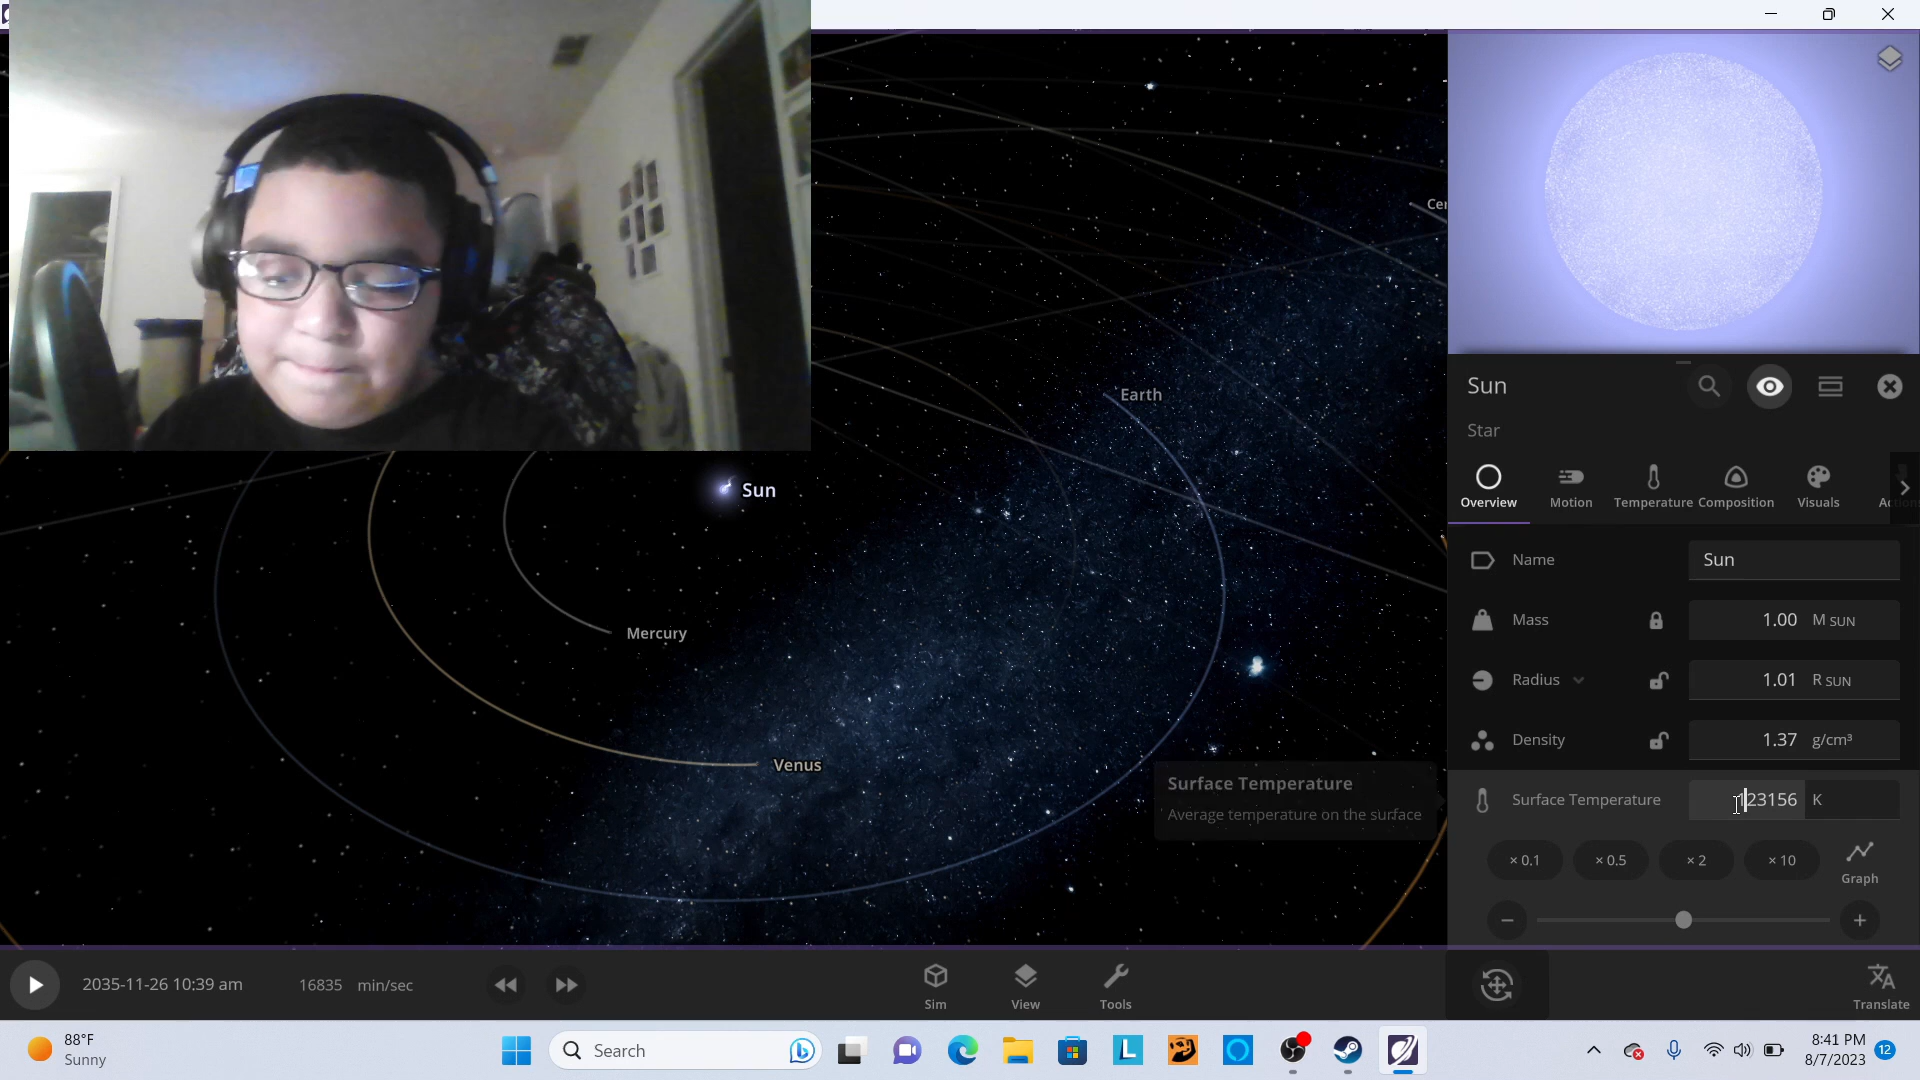 Cer
Earth
Sun
Mercury
Venus
Surface Temperature
Average temperature on the surface
Sun
Star
Overview
Motion
Temperature
Composition
Visuals
Name
Sun
Mass
1.00 M SUN
Radius
1.01 R SUN
Density
1.37 g/cm³
Surface Temperature
123156 K
× 0.1
× 0.5
× 2
× 10
Graph
2035-11-26 10:39 am
16835 min/sec
Sim
View
Tools
Translate
88°F
Sunny
Search
L
8:41 PM
8/7/2023
12